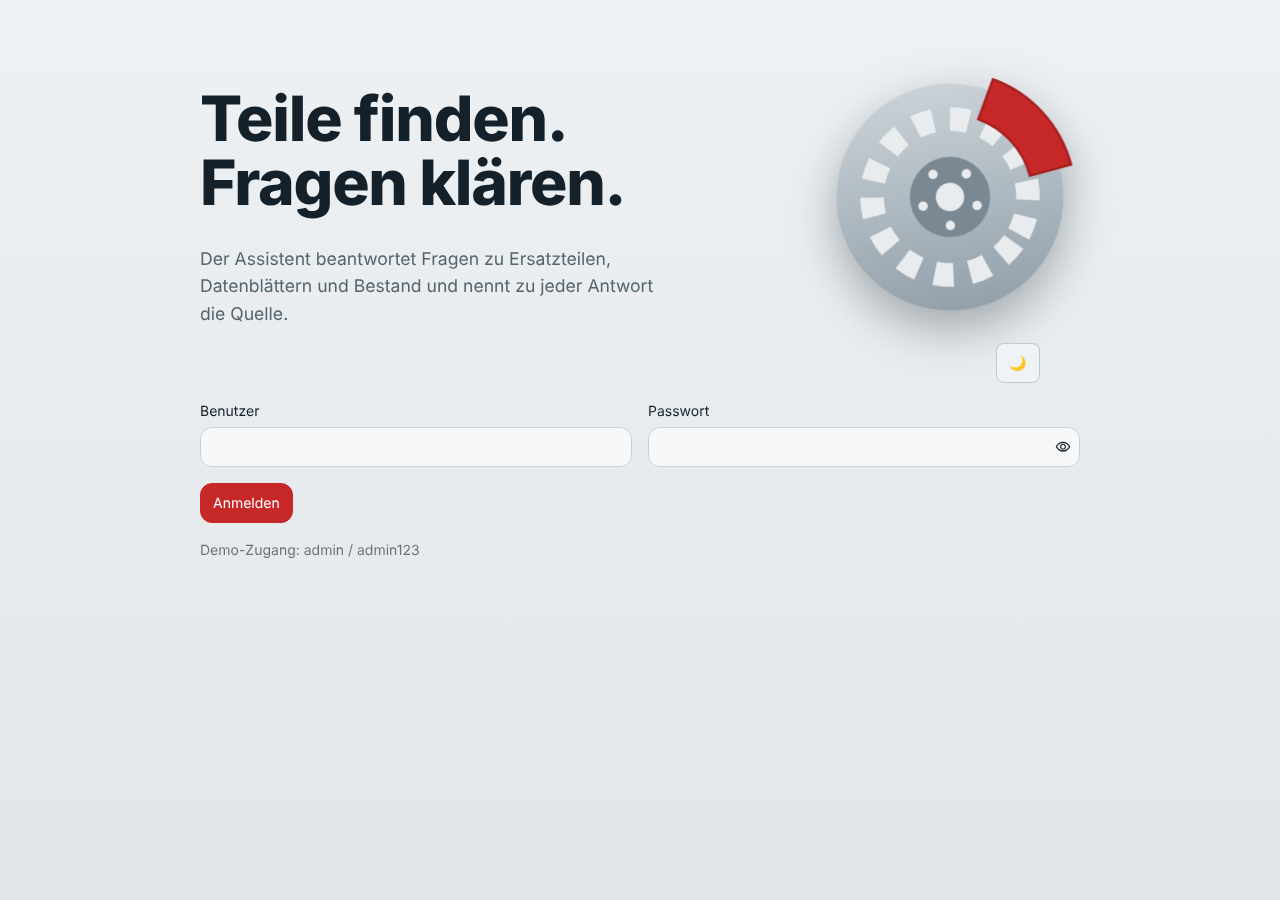 Teile finden.
Fragen klären.
Der Assistent beantwortet Fragen zu Ersatzteilen,
Datenblättern und Bestand und nennt zu jeder Antwort
die Quelle.
Benutzer
Passwort
Anmelden
Demo-Zugang: admin / admin123